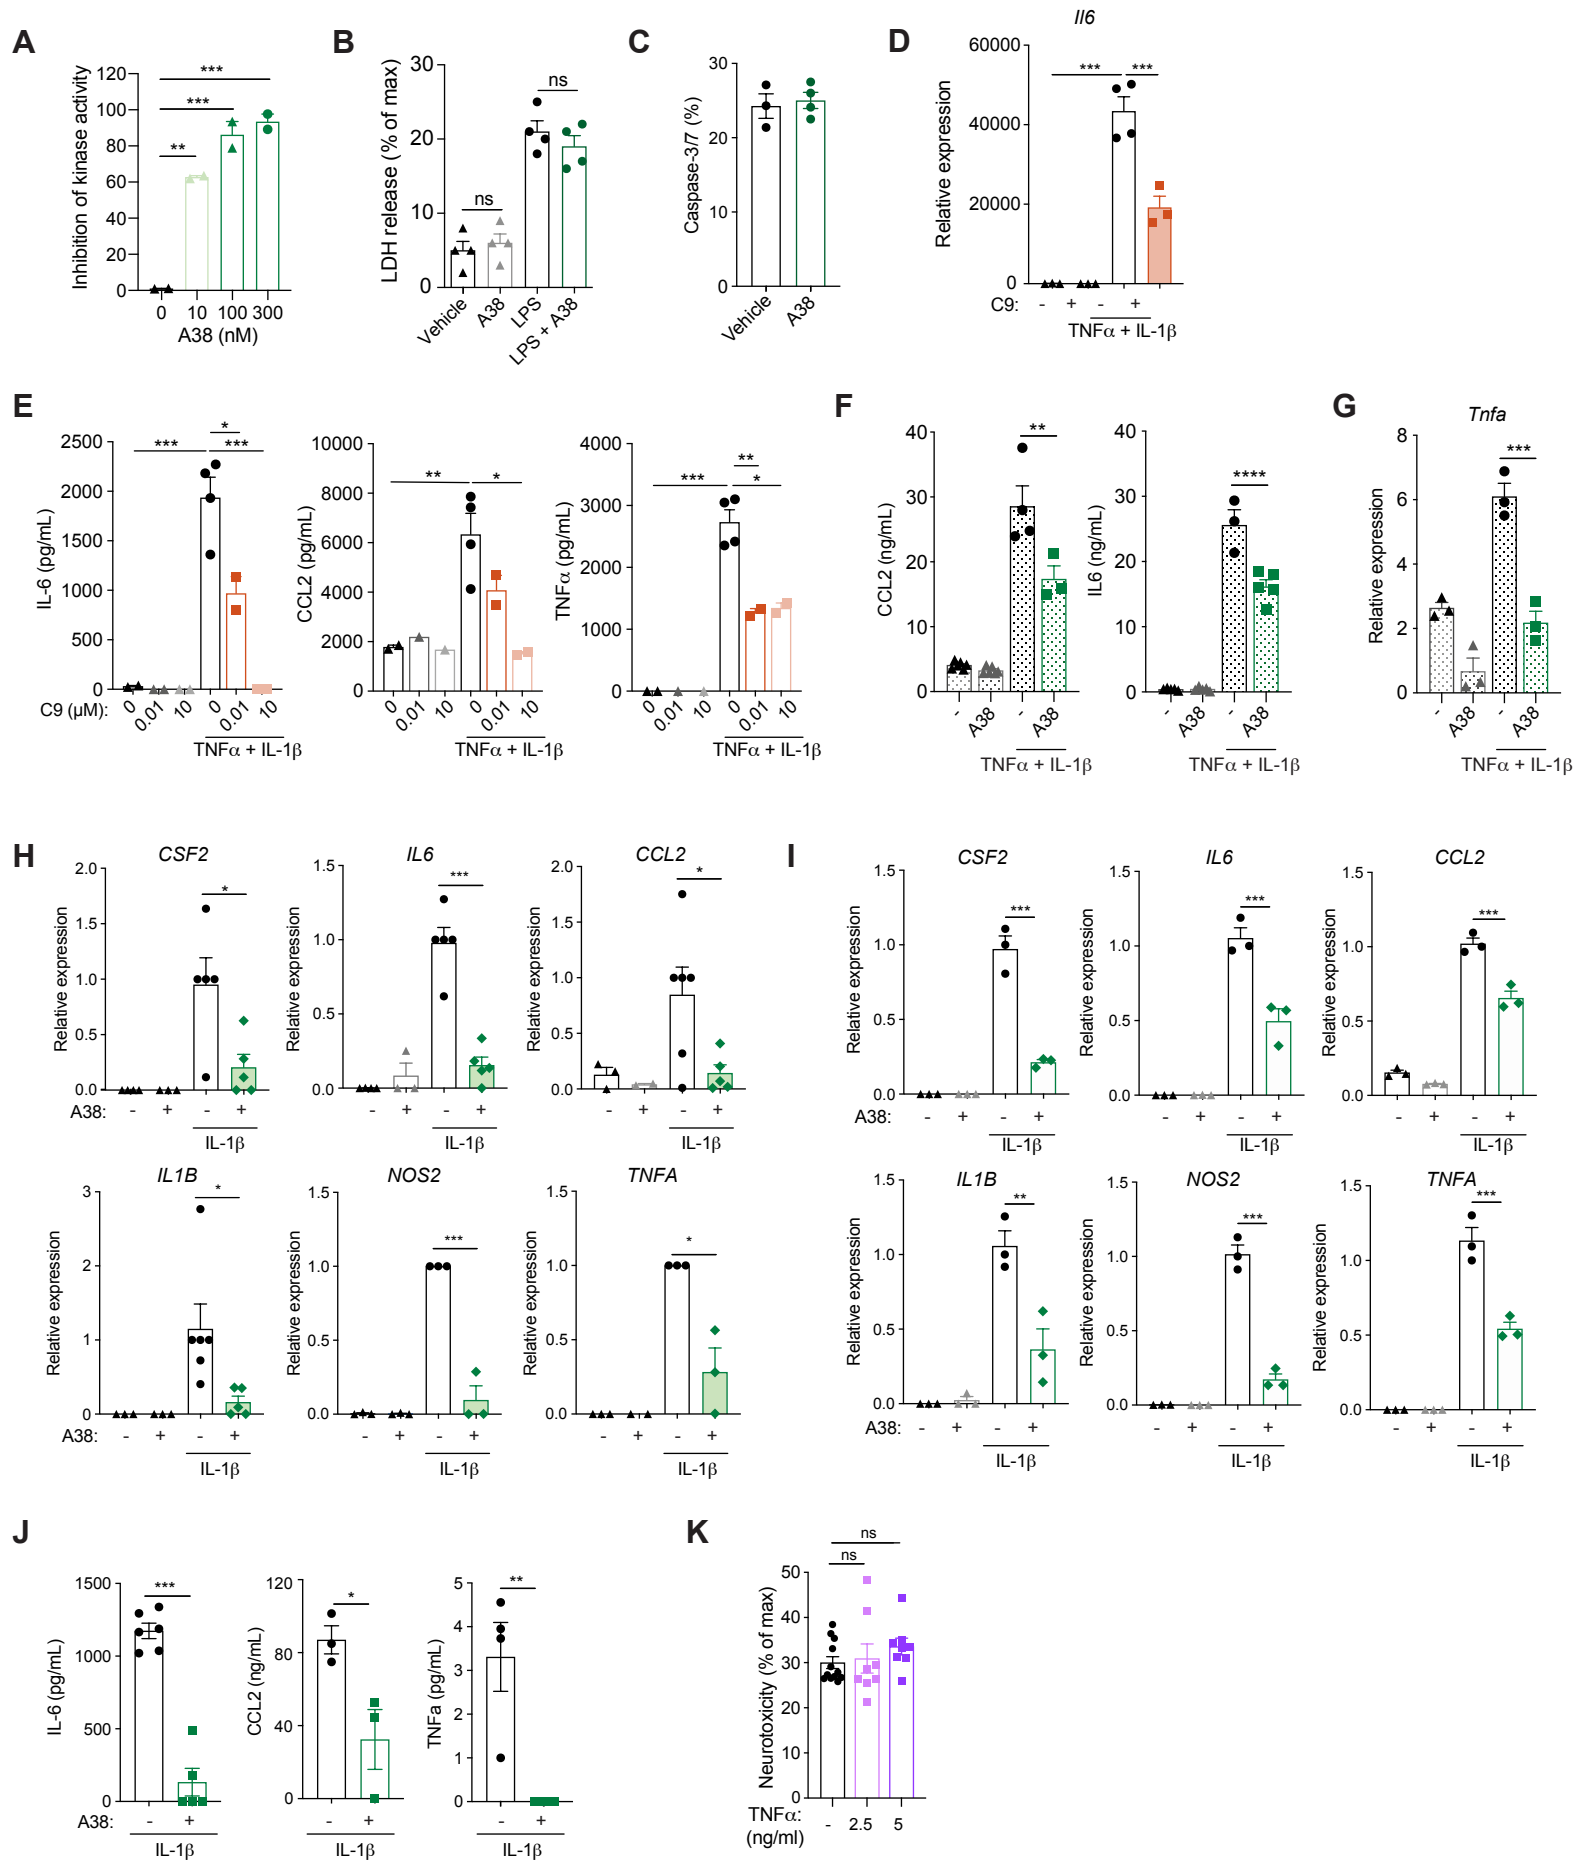 A
Inhibition of kinase activity
120
100
80
60
40
20
0
***
***
**
0 10 100 300
A38 (nM)
B
LDH release (% of max)
30
20
10
0
ns
ns
Vehicle
A38
LPS
LPS + A38
C
Caspase-3/7 (%)
30
20
10
0
Vehicle
A38
D
Il6
Relative expression
60000
40000
20000
0
*** ***
C9: - + - +
TNFα + IL-1β
E
IL-6 (pg/mL)
2500
2000
1500
1000
500
0
*
*** ***
C9 (µM): 0 0.01 10 0 0.01 10
TNFα + IL-1β
CCL2 (pg/mL)
10000
8000
6000
4000
2000
0
** *
0 0.01 10 0 0.01 10
TNFα + IL-1β
TNFα (pg/mL)
4000
3000
2000
1000
0
**
*** *
0 0.01 10 0 0.01 10
TNFα + IL-1β
F
CCL2 (ng/mL)
40
30
20
10
0
**
- A38 - A38
TNFα + IL-1β
IL6 (ng/mL)
40
30
20
10
0
****
- A38 - A38
TNFα + IL-1β
G
Tnfa
Relative expression
8
6
4
2
0
***
- A38 - A38
TNFα + IL-1β
H
CSF2
Relative expression
2.0
1.5
1.0
0.5
0.0
*
A38: - + - +
IL-1β
IL6
Relative expression
1.5
1.0
0.5
0.0
***
- + - +
IL-1β
CCL2
Relative expression
2.0
1.5
1.0
0.5
0.0
*
- + - +
IL-1β
IL1B
Relative expression
3
2
1
0
*
A38: - + - +
IL-1β
NOS2
Relative expression
1.5
1.0
0.5
0.0
***
- + - +
IL-1β
TNFA
Relative expression
1.5
1.0
0.5
0.0
*
- + - +
IL-1β
I
CSF2
Relative expression
1.5
1.0
0.5
0.0
***
A38: - + - +
IL-1β
IL6
Relative expression
1.5
1.0
0.5
0.0
***
- + - +
IL-1β
CCL2
Relative expression
1.5
1.0
0.5
0.0
***
- + - +
IL-1β
IL1B
Relative expression
1.5
1.0
0.5
0.0
**
A38: - + - +
IL-1β
NOS2
Relative expression
1.5
1.0
0.5
0.0
***
- + - +
IL-1β
TNFA
Relative expression
1.5
1.0
0.5
0.0
***
- + - +
IL-1β
J
IL-6 (pg/mL)
1500
1000
500
0
***
A38: - +
IL-1β
CCL2 (ng/mL)
120
80
40
0
*
- +
IL-1β
TNFa (pg/mL)
5
4
3
2
1
0
**
- +
IL-1β
K
Neurotoxicity (% of max)
50
40
30
20
10
0
ns
ns
TNFα: - 2.5 5
(ng/ml)